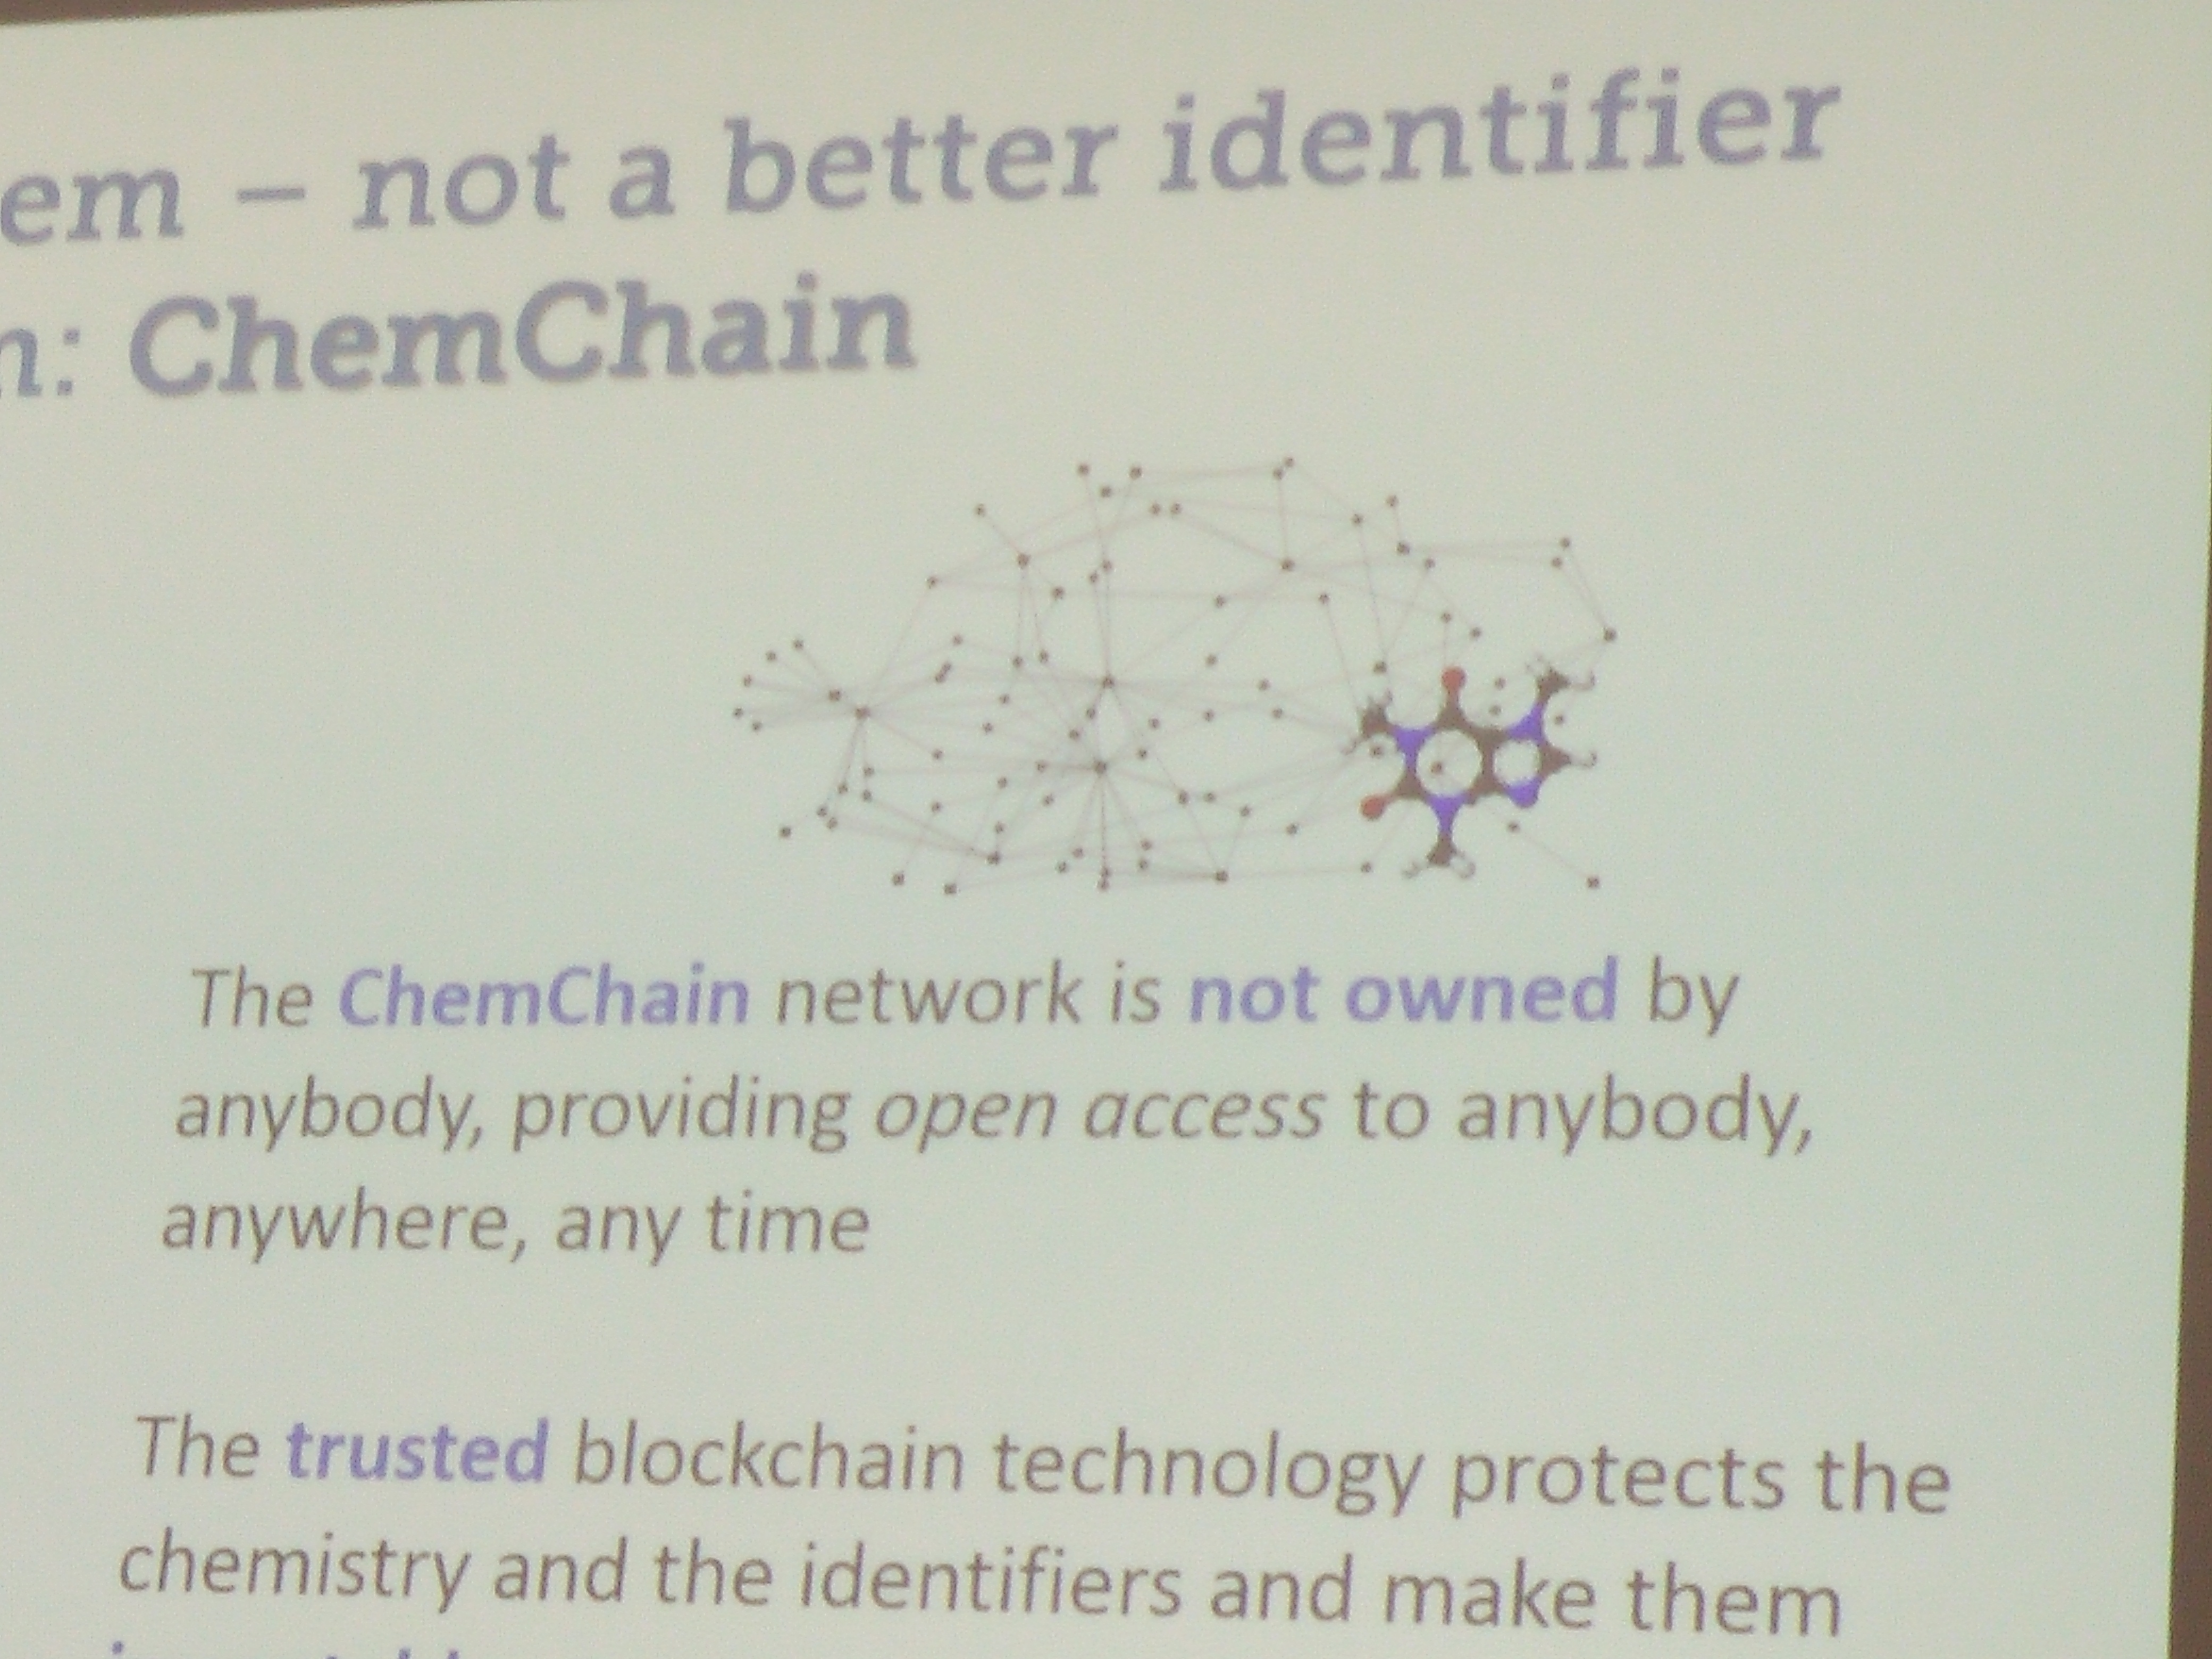 em – not a better identifier
n: ChemChain
The ChemChain network is not owned by
anybody, providing open access to anybody,
anywhere, any time
The trusted blockchain technology protects the
chemistry and the identifiers and make them